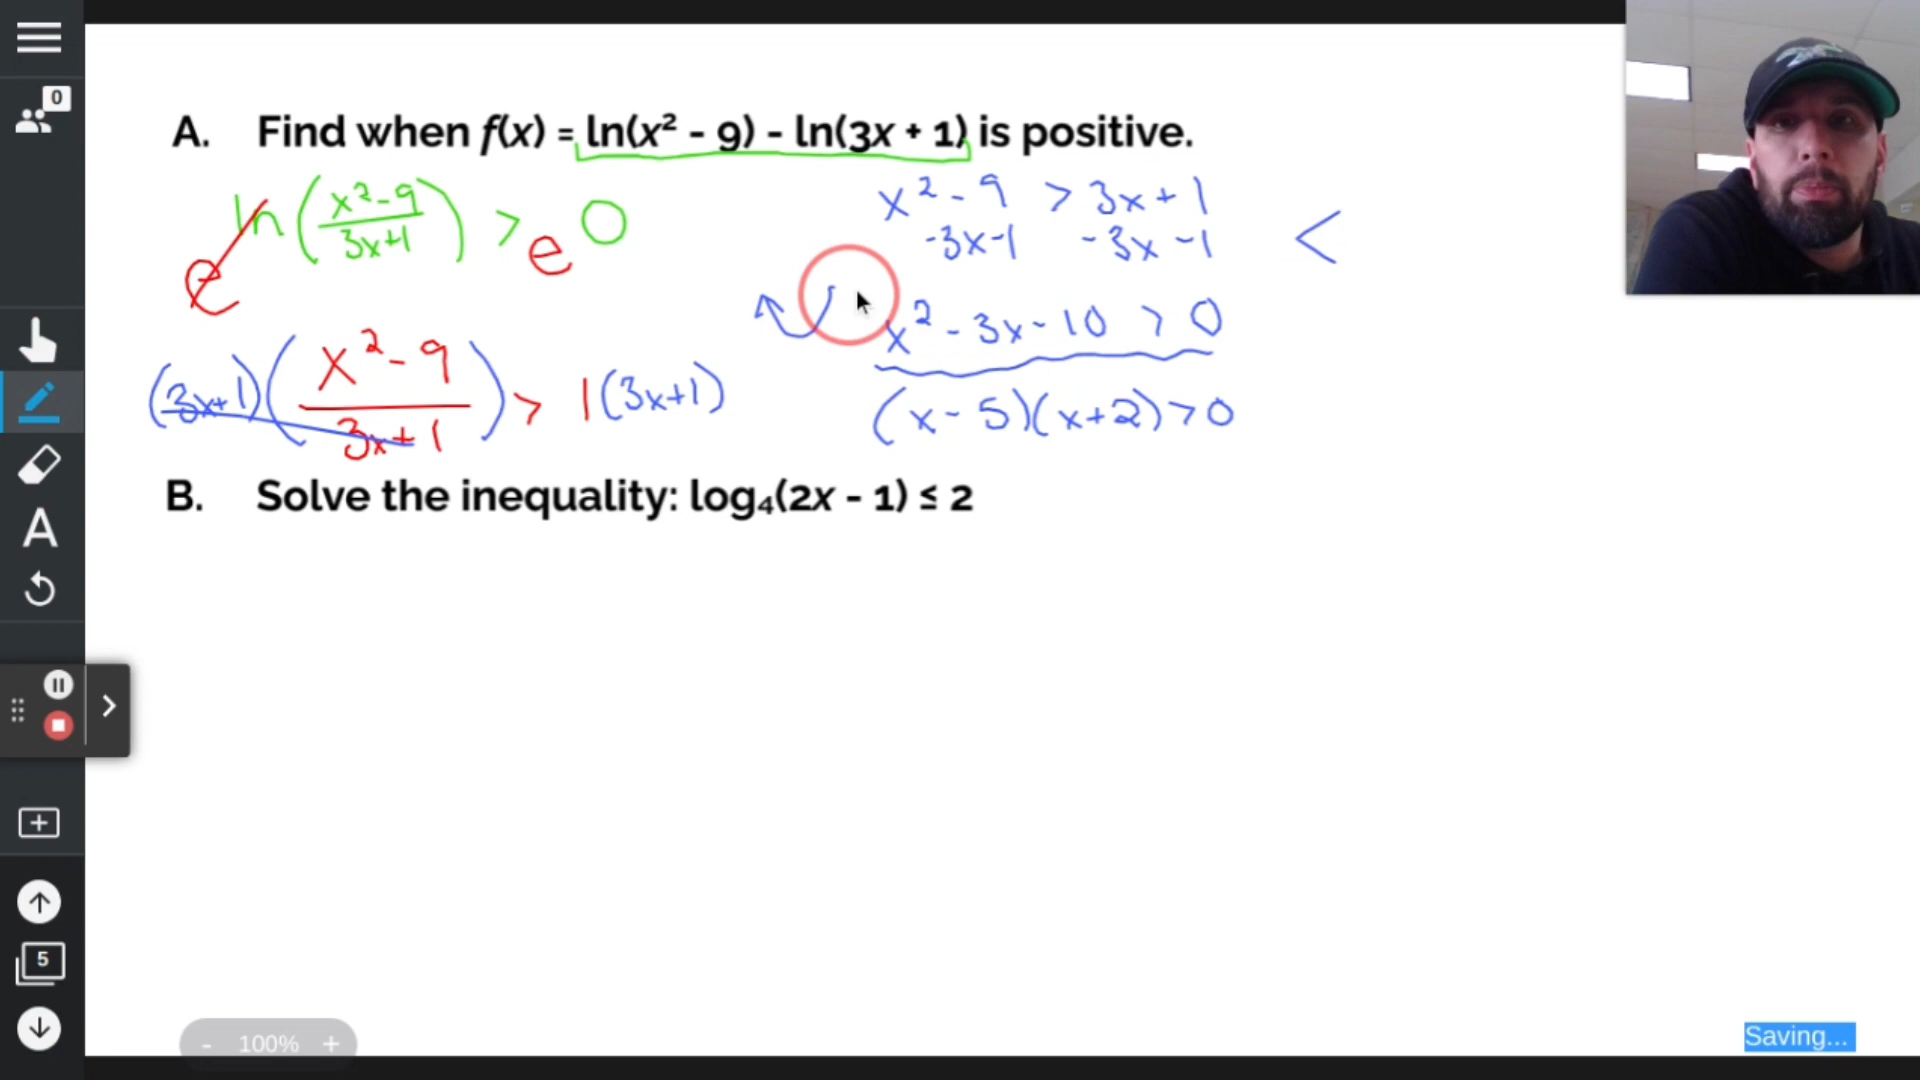 0
A. Find when f(x) = ln(x² - 9) - ln(3x + 1) is positive.
ln((x²-9)/(3x+1)) > 0
e
e
x² - 9 > 3x + 1
-3x-1 -3x-1
<
x² - 3x - 10 > 0
(3x+1)((x²-9)/(3x+1)) > 1(3x+1)
(x-5)(x+2)>0
B. Solve the inequality: log₄(2x - 1) ≤ 2
A
5
- 100% +
Saving...